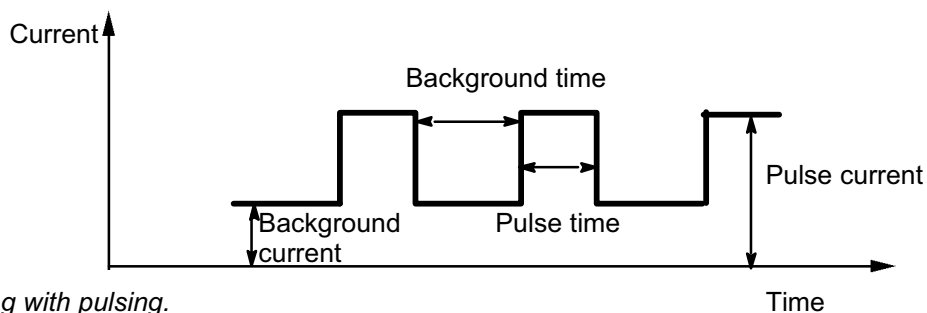 Current
Background time
Pulse current
Background
current
Pulse time
with pulsing.
Time